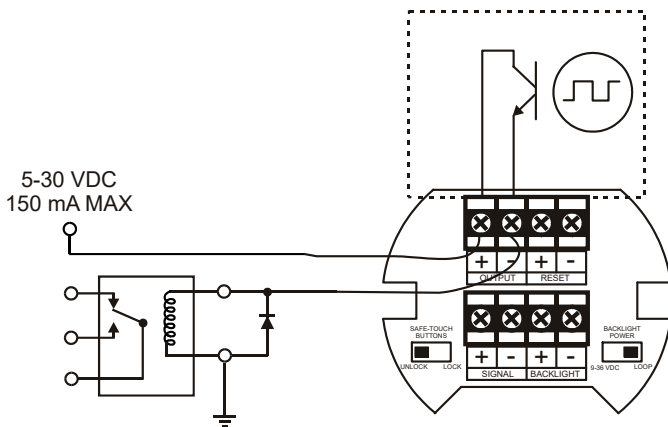 5-30 VDC
150 mA MAX
+ - + -
OUTPUT RESET
SAFE-TOUCH
BUTTONS
UNLOCK LOCK
+ - + -
SIGNAL BACKLIGHT
BACKLIGHT
POWER
9-36 VDC LOOP